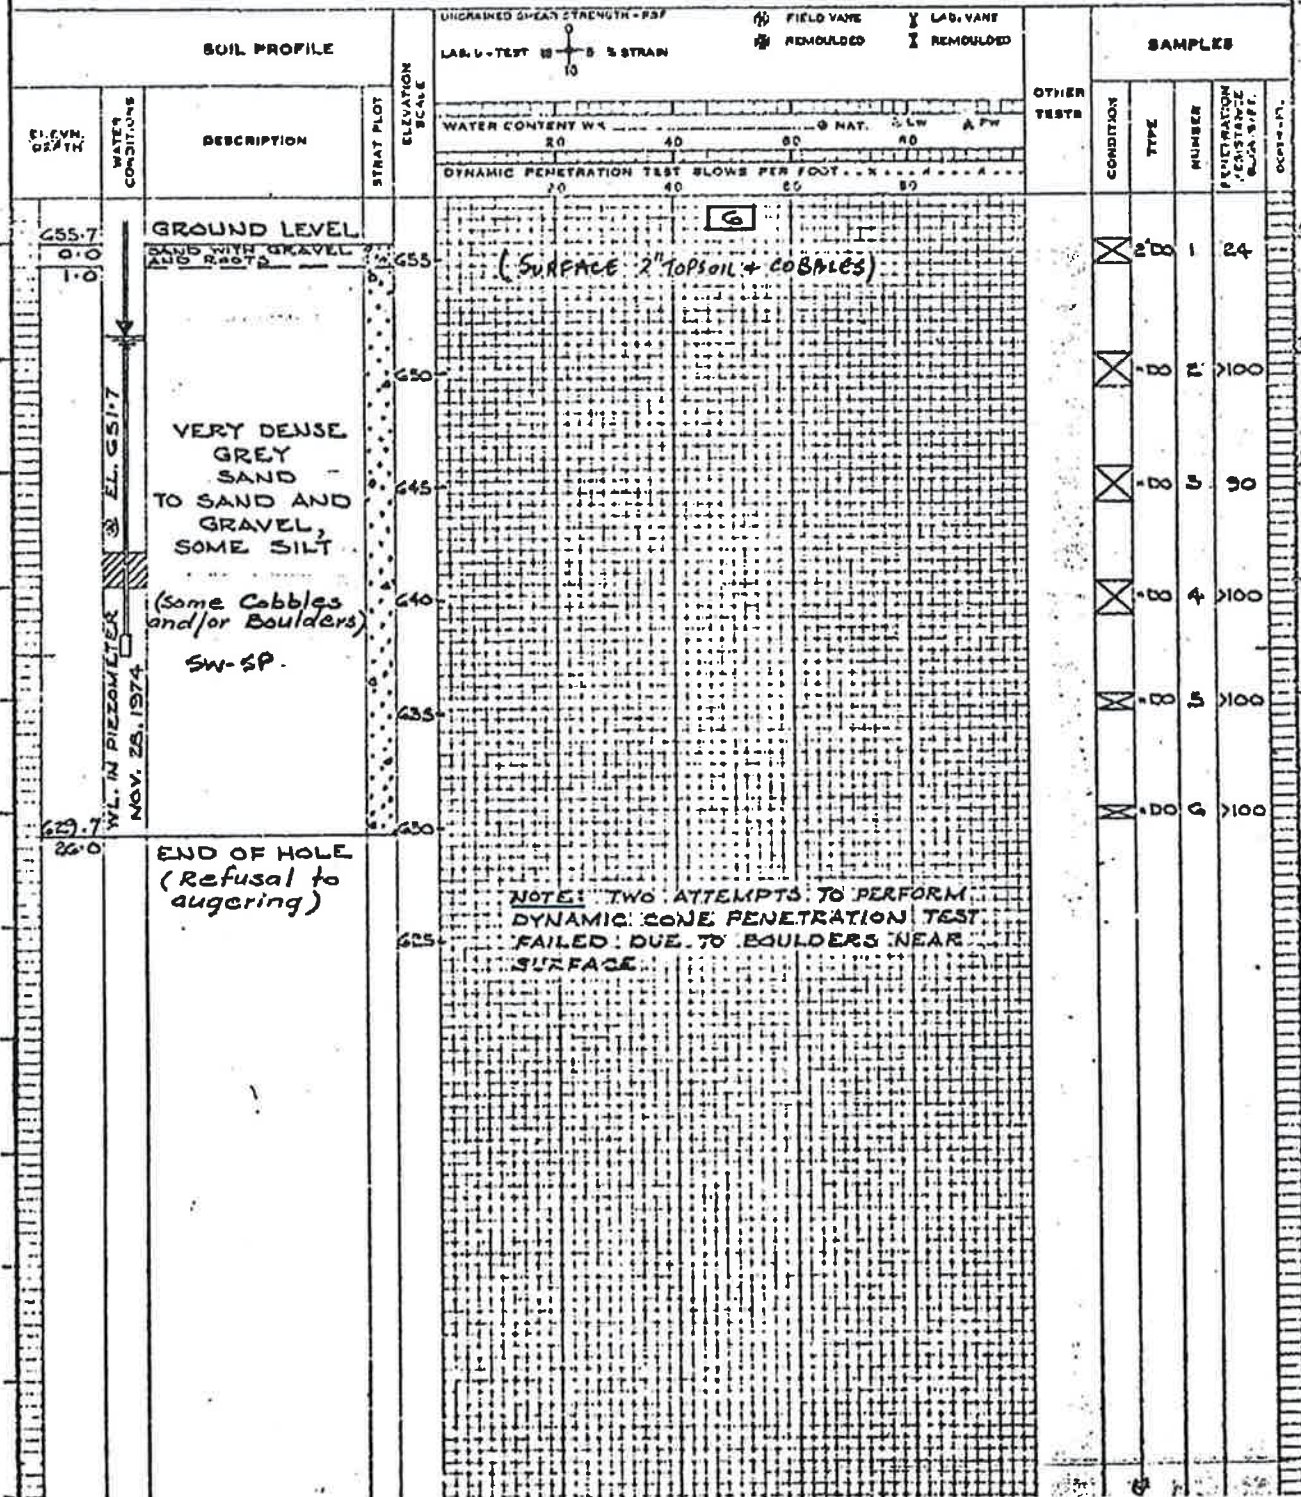 UNDRAINED SHEAR STRENGTH - PSF
FIELD VANE
LAB. VANE
REMOULDED
REMOULDED
LAB. U-TEST
0
5 % STRAIN
10
SOIL PROFILE
SAMPLES
ELEVN.
DEPTH
WATER
CONDITIONS
DESCRIPTION
STRAT PLOT
ELEVATION
SCALE
OTHER
TESTS
CONDITION
TYPE
NUMBER
PENETRATION
RESISTANCE
WATER CONTENT W%
NAT.
LW
PW
20 40 60 80
DYNAMIC PENETRATION TEST BLOWS PER FOOT
20 40 60 80
G
655.7
0.0
1.0
GROUND LEVEL
SAND WITH GRAVEL
AND ROOTS
(SURFACE 2" TOPSOIL + COBALES)
655
650
645
640
635
630
625
VERY DENSE
GREY
SAND
TO SAND AND
GRAVEL,
SOME SILT
(some Cobbles
and/or Boulders)
SW-SP.
WL. IN PIEZOMETER @ EL. 651.7
NOV. 28. 1974
629.7
26.0
END OF HOLE
(Refusal to
augering)
NOTE: TWO ATTEMPTS TO PERFORM
DYNAMIC CONE PENETRATION TEST
FAILED DUE TO BOULDERS NEAR
SURFACE
2" DO 1 24
" DO 2 >100
" DO 3 90
" DO 4 >100
" DO 5 >100
" DO 6 >100